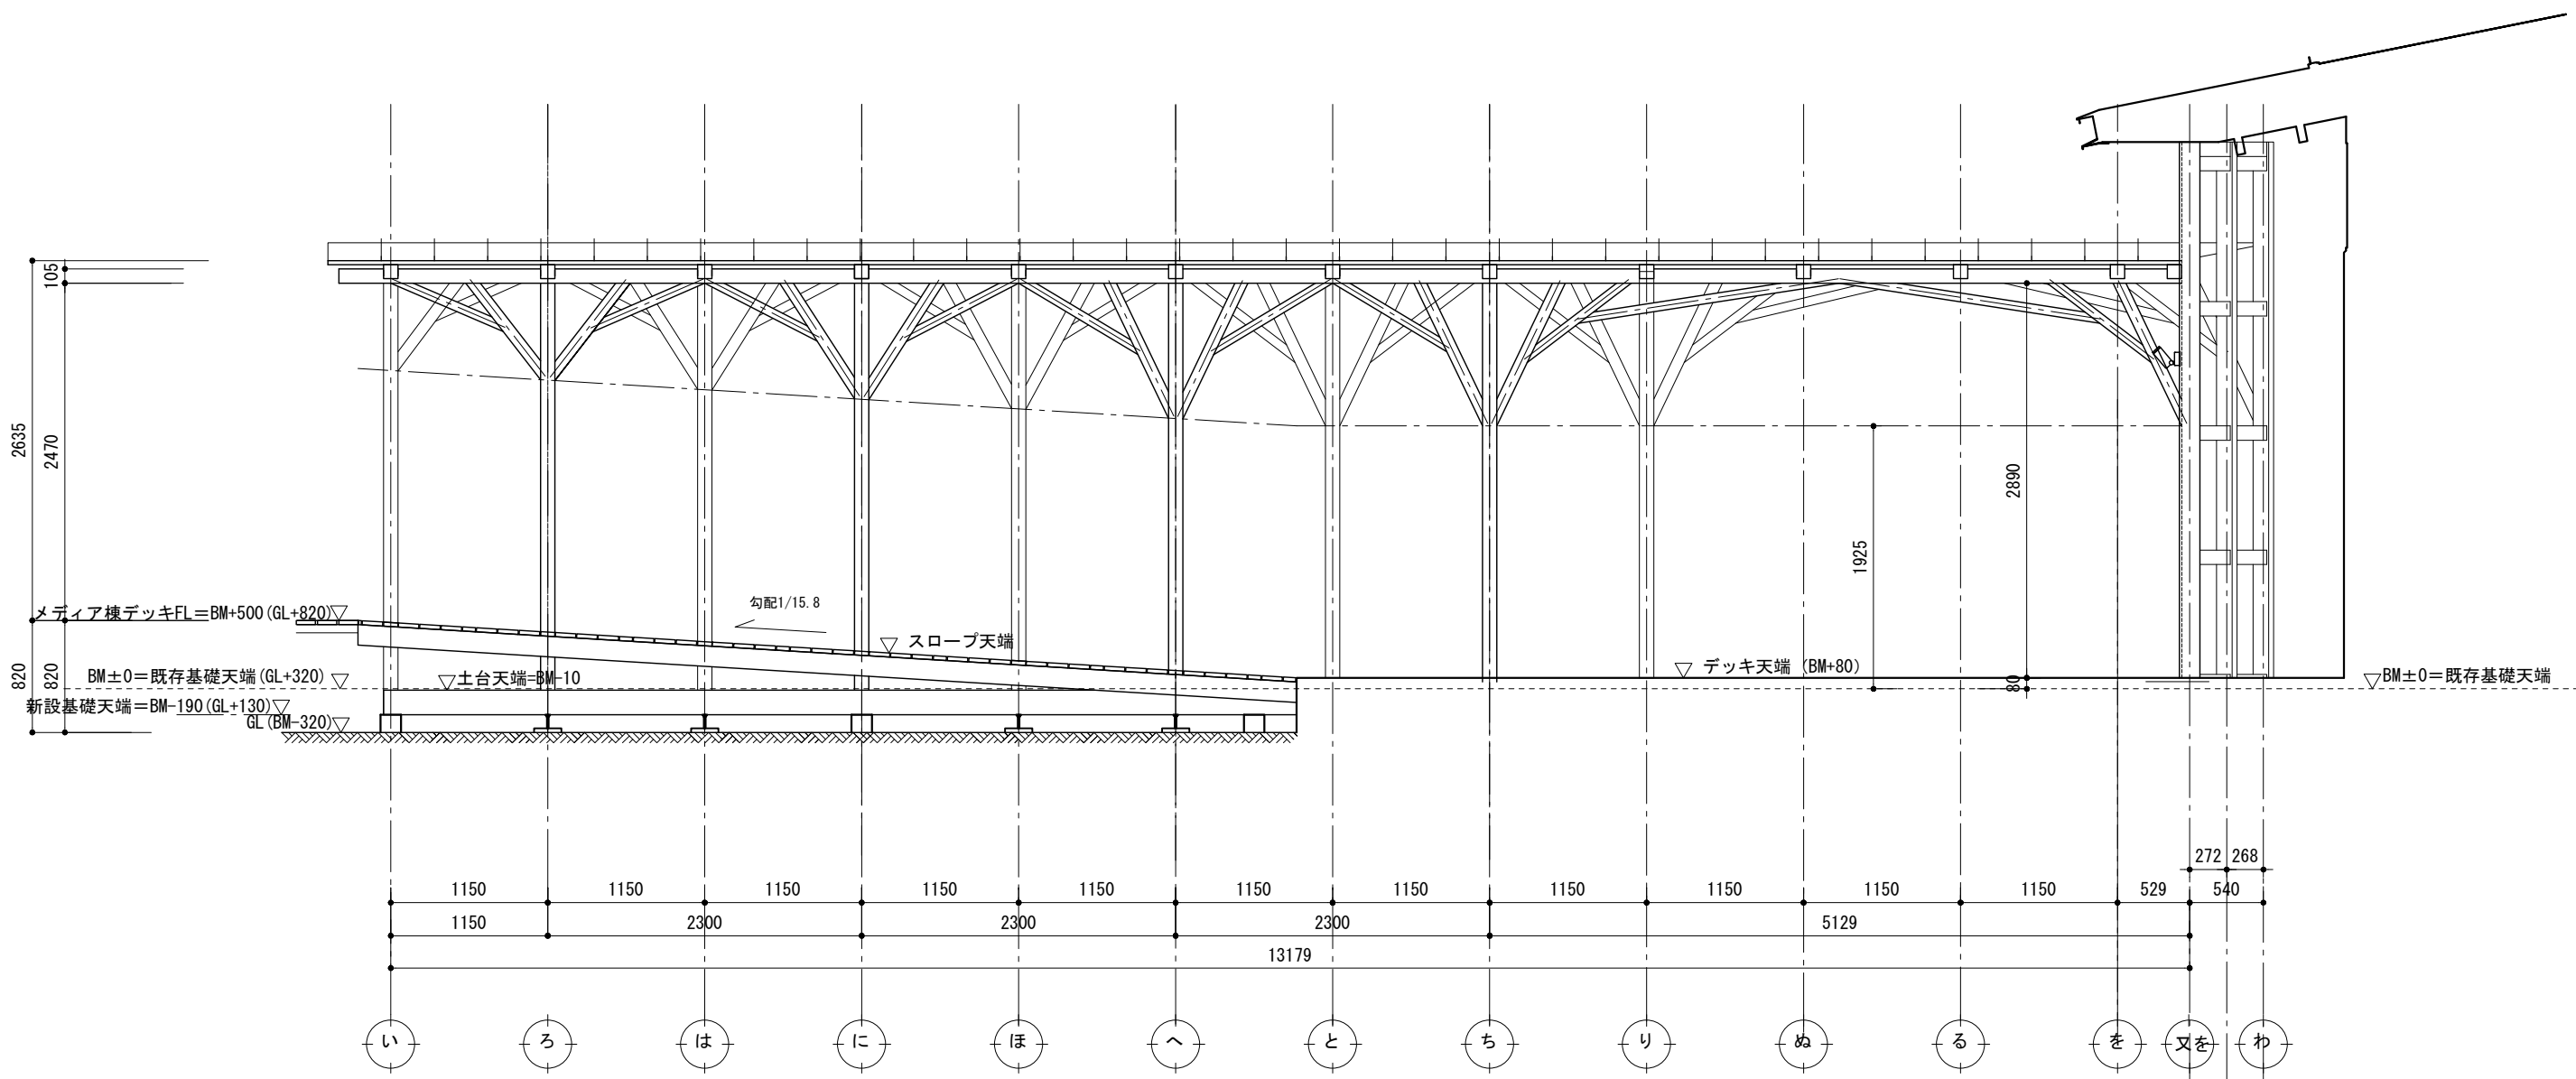 105
2635
2470
2890
1925
勾配1/15.8
メディア棟デッキFL=BM+500(GL+820)
スロープ天端
デッキ天端 (BM+80)
BM±0=既存基礎天端(GL+320)
土台天端=BM-10
80
BM±0=既存基礎天端
820
820
新設基礎天端=BM-190(GL+130)
GL(BM-320)
272 268
1150 1150 1150 1150 1150 1150 1150 1150 1150 1150 1150 529 540
1150 2300 2300 2300 5129
13179
い ろ は に ほ へ と ち り ぬ る を 又を わ